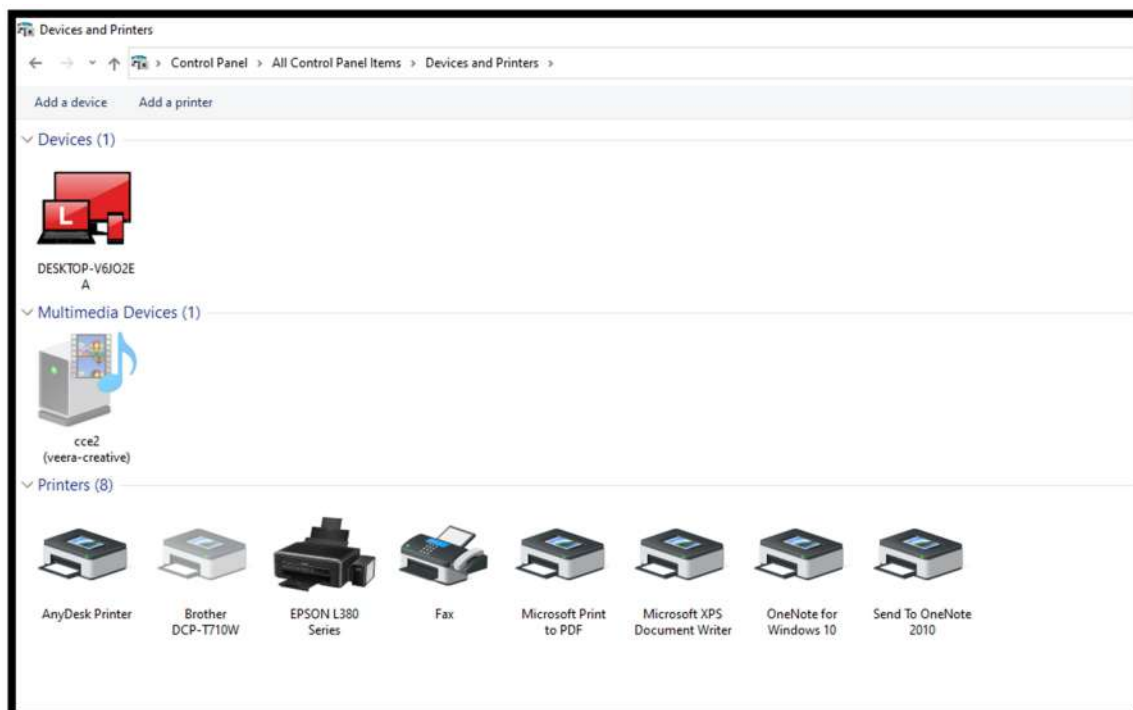 Devices and Printers
Control Panel > All Control Panel Items > Devices and Printers >
Add a device Add a printer
Devices (1)
L
DESKTOP-V6JO2E
A
Multimedia Devices (1)
cce2
(veera-creative)
Printers (8)
AnyDesk Printer
Brother
DCP-T710W
EPSON L380
Series
Fax
Microsoft Print
to PDF
Microsoft XPS
Document Writer
OneNote for
Windows 10
Send To OneNote
2010